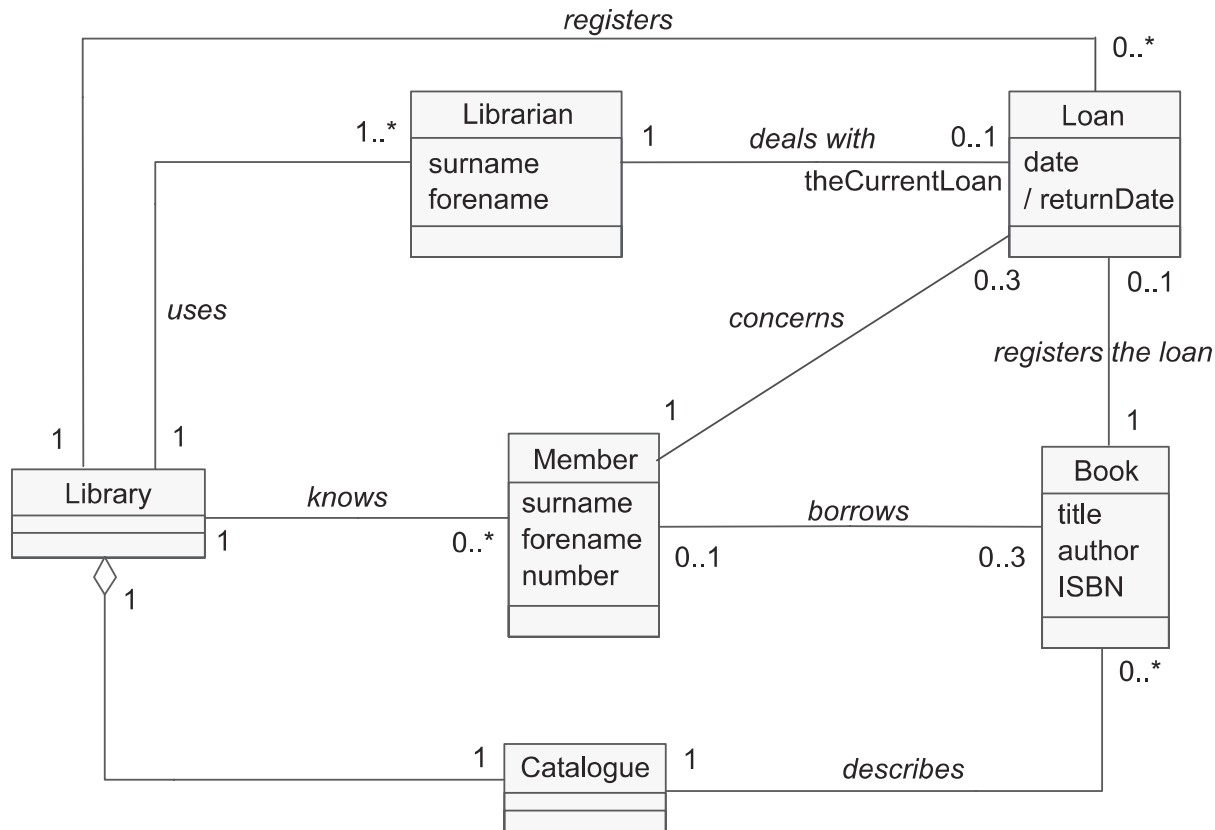 registers
0..*
Librarian
surname
forename
1..*
1
deals with
0..1
theCurrentLoan
Loan
date
/ returnDate
0..3
0..1
uses
concerns
registers the loan
1
1
1
1
Library
1
knows
0..*
Member
surname
forename
number
0..1
borrows
0..3
Book
title
author
ISBN
1
0..*
1
Catalogue
1
describes